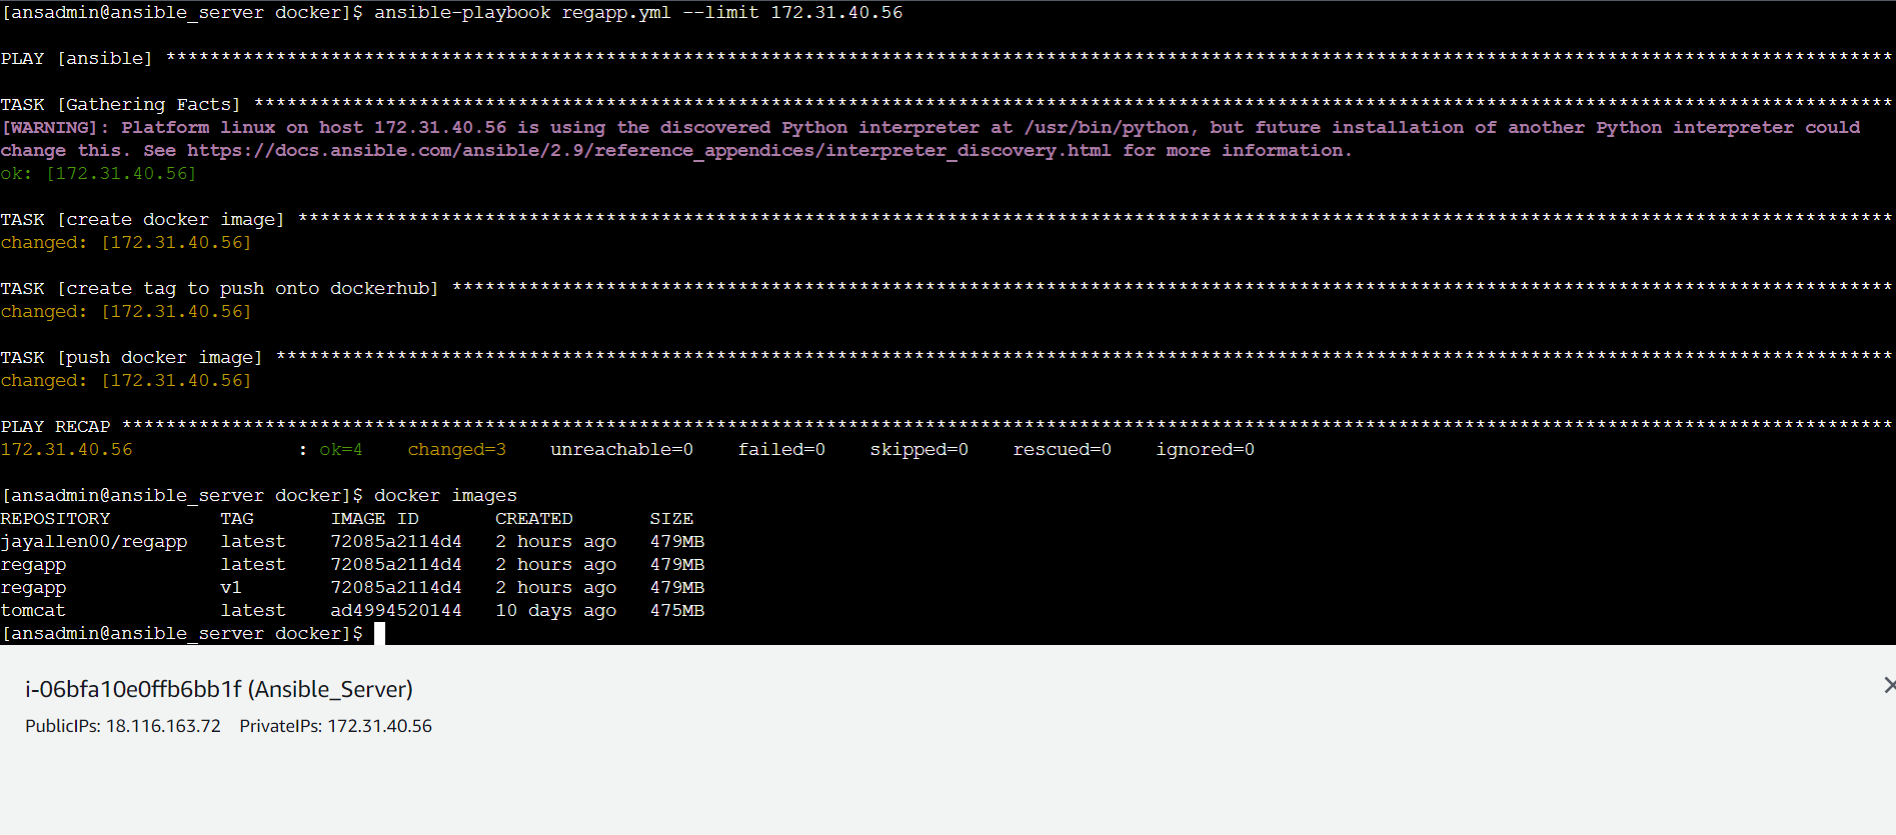 [ansadmin@ansible_server docker]$ ansible-playbook regapp.yml --limit 172.31.40.56
PLAY [ansible] *************************************************************************************************************************************************************
TASK [Gathering Facts] *****************************************************************************************************************************************************
[WARNING]: Platform linux on host 172.31.40.56 is using the discovered Python interpreter at /usr/bin/python, but future installation of another Python interpreter could
change this. See https://docs.ansible.com/ansible/2.9/reference_appendices/interpreter_discovery.html for more information.
ok: [172.31.40.56]
TASK [create docker image] *************************************************************************************************************************************************
changed: [172.31.40.56]
TASK [create tag to push onto dockerhub] ***********************************************************************************************************************************
changed: [172.31.40.56]
TASK [push docker image] ***************************************************************************************************************************************************
changed: [172.31.40.56]
PLAY RECAP *****************************************************************************************************************************************************************
172.31.40.56               : ok=4    changed=3    unreachable=0    failed=0    skipped=0    rescued=0    ignored=0
[ansadmin@ansible_server docker]$ docker images
REPOSITORY          TAG       IMAGE ID       CREATED       SIZE
jayallen00/regapp   latest    72085a2114d4   2 hours ago   479MB
regapp              latest    72085a2114d4   2 hours ago   479MB
regapp              v1        72085a2114d4   2 hours ago   479MB
tomcat              latest    ad4994520144   10 days ago   475MB
[ansadmin@ansible_server docker]$
i-06bfa10e0ffb6bb1f (Ansible_Server)
PublicIPs: 18.116.163.72 PrivateIPs: 172.31.40.56